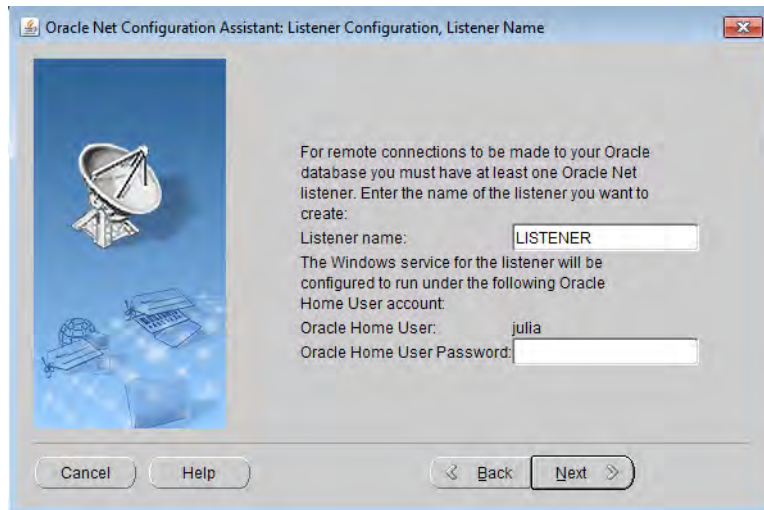 Oracle Net Configuration Assistant: Listener Configuration, Listener Name
For remote connections to be made to your Oracle
database you must have at least one Oracle Net
listener. Enter the name of the listener you want to
create:
Listener name: LISTENER
The Windows service for the listener will be
configured to run under the following Oracle
Home User account:
Oracle Home User: julia
Oracle Home User Password:
Cancel Help Back Next